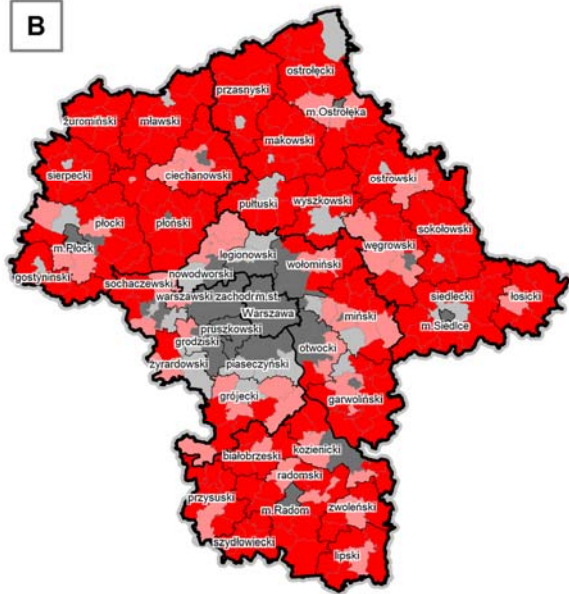 B
ostrołęcki
przasnyski
m.Ostrołęka
żuromiński
mławski
makowski
sierpecki
ciechanowski
ostrowski
pułtuski
wyszkowski
płocki
płoński
sokołowski
węgrowski
m.Płock
legionowski
wołomiński
gostyniński
nowodworski
sochaczewski
siedlecki
łosicki
warszawski zachodni
m.st.
Warszawa
miński
m.Siedlce
pruszkowski
otwocki
grodziski
żyrardowski
piaseczyński
grójecki
garwoliński
białobrzeski
kozienicki
radomski
przysuski
m.Radom
zwoleński
szydłowiecki
lipski